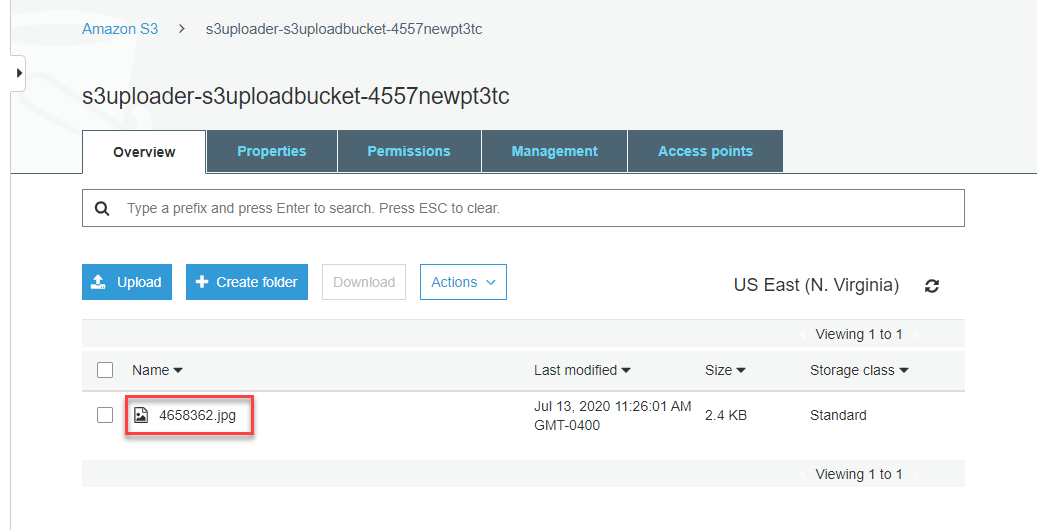 Amazon S3 > s3uploader-s3uploadbucket-4557newpt3tc
s3uploader-s3uploadbucket-4557newpt3tc
Overview Properties Permissions Management Access points
Type a prefix and press Enter to search. Press ESC to clear.
Upload Create folder Download Actions US East (N. Virginia)
Viewing 1 to 1
Name Last modified Size Storage class
4658362.jpg Jul 13, 2020 11:26:01 AM GMT-0400 2.4 KB Standard
Viewing 1 to 1